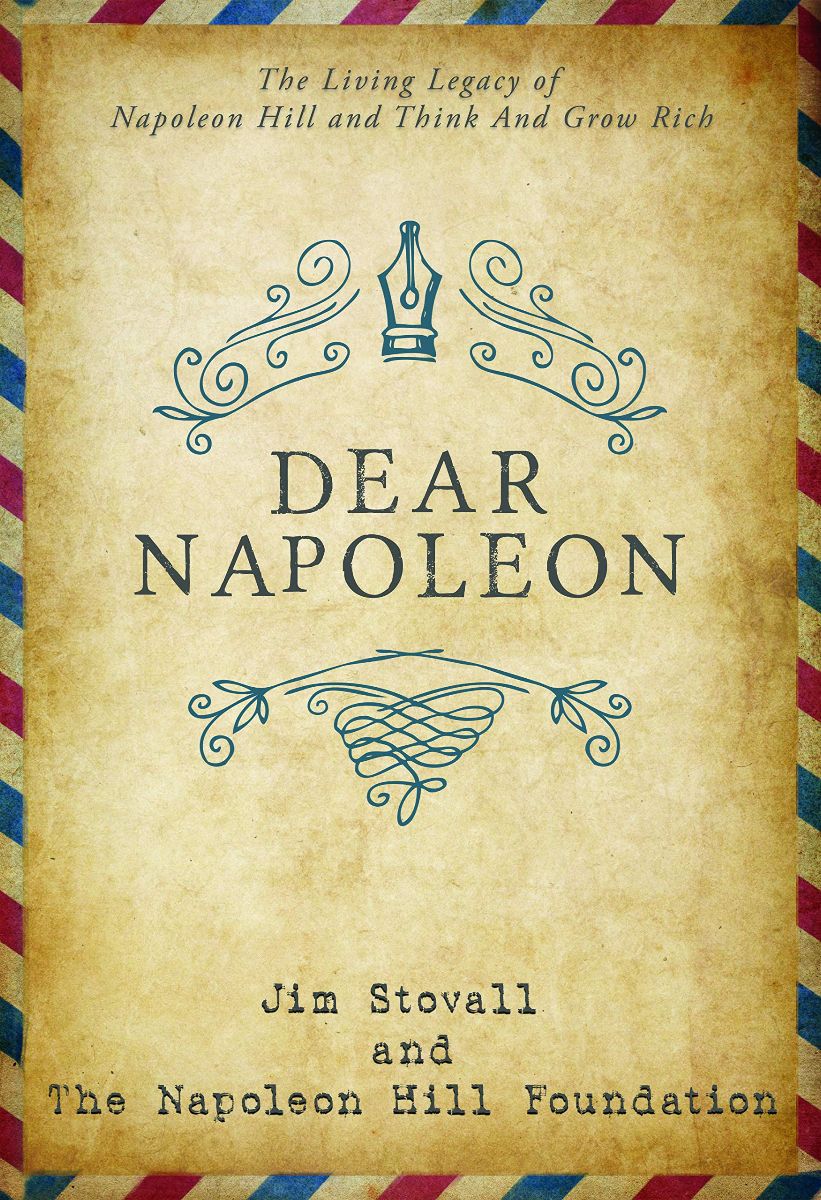 The Living Legacy of
Napoleon Hill and Think And Grow Rich
DEAR
NAPOLEON
Jim Stovall
and
The Napoleon Hill Foundation